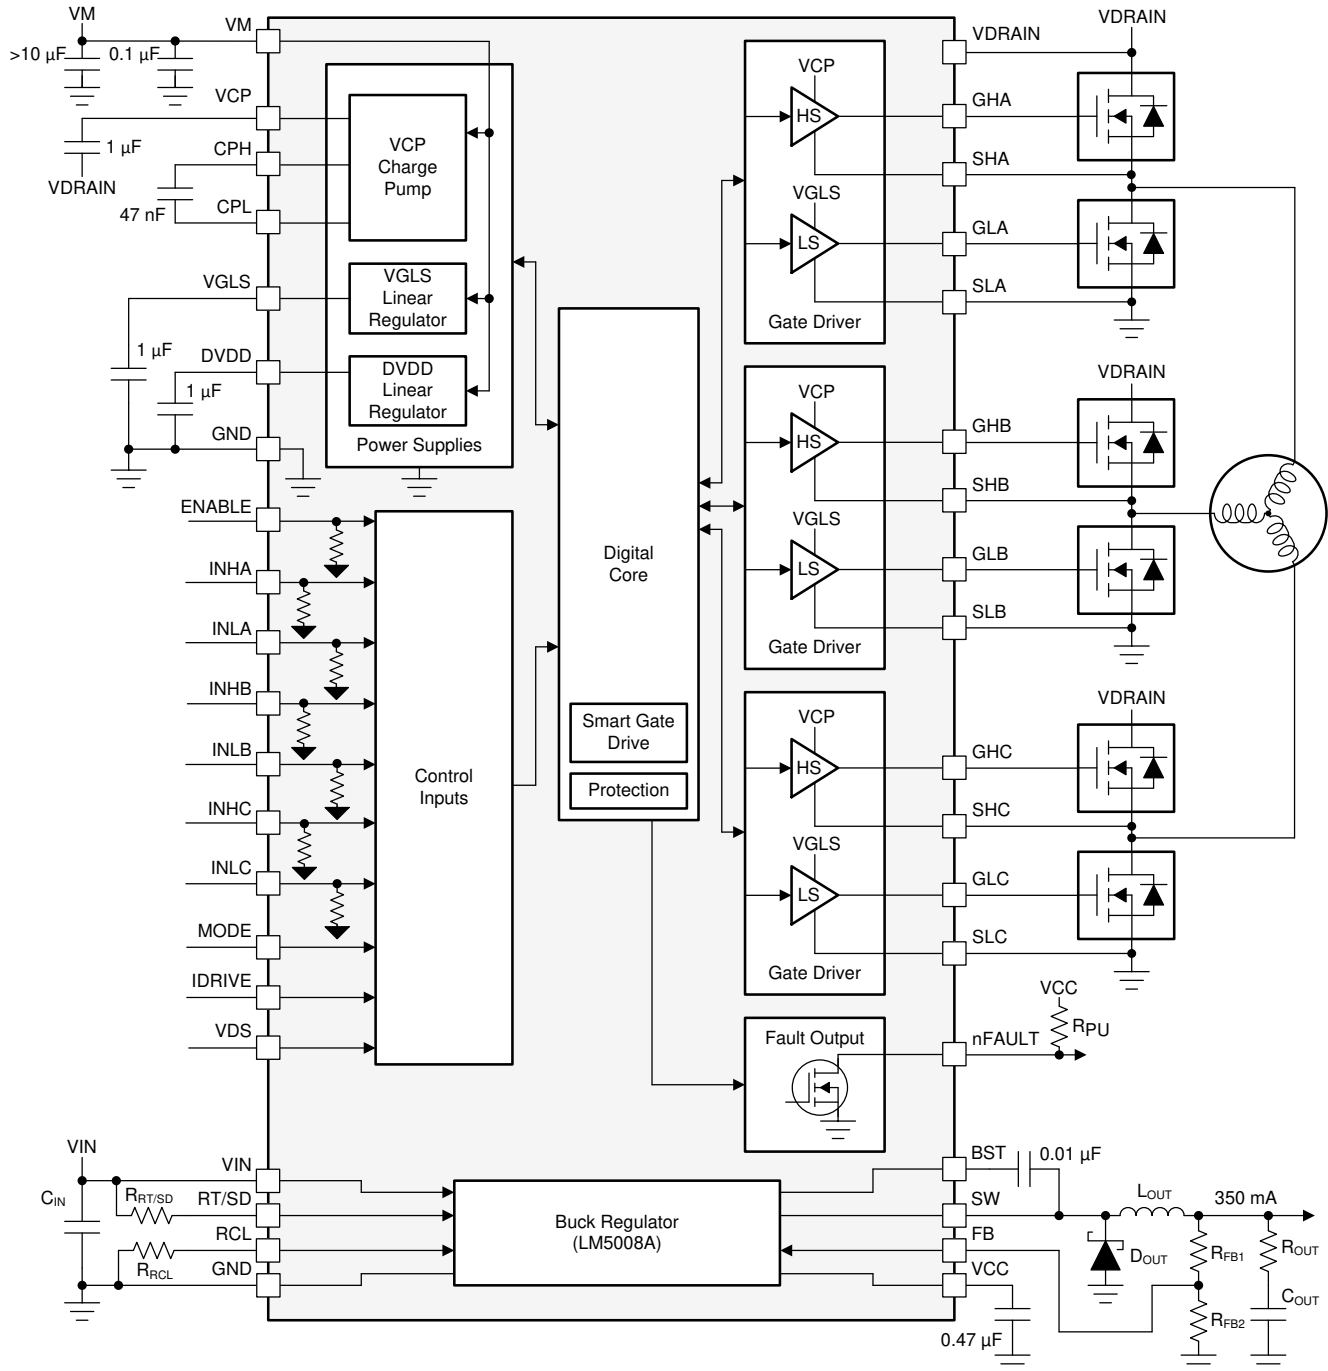 VM
VM
>10 µF
0.1 µF
VCP
1 µF
VDRAIN
CPH
47 nF
CPL
VGLS
1 µF
DVDD
1 µF
GND
VCP
Charge
Pump
VGLS
Linear
Regulator
DVDD
Linear
Regulator
Power Supplies
ENABLE
INHA
INLA
INHB
INLB
INHC
INLC
MODE
IDRIVE
VDS
Control
Inputs
Digital
Core
Smart Gate
Drive
Protection
VCP
HS
VGLS
LS
Gate Driver
VDRAIN
VDRAIN
GHA
SHA
GLA
SLA
VCP
HS
VGLS
LS
Gate Driver
VDRAIN
GHB
SHB
GLB
SLB
VCP
HS
VGLS
LS
Gate Driver
VDRAIN
GHC
SHC
GLC
SLC
Fault Output
nFAULT
VCC
RPU
VIN
VIN
CIN
RRT/SD
RT/SD
RCL
RRCL
GND
Buck Regulator
(LM5008A)
BST
0.01 µF
SW
LOUT
350 mA
FB
DOUT
RFB1
ROUT
VCC
COUT
RFB2
0.47 µF